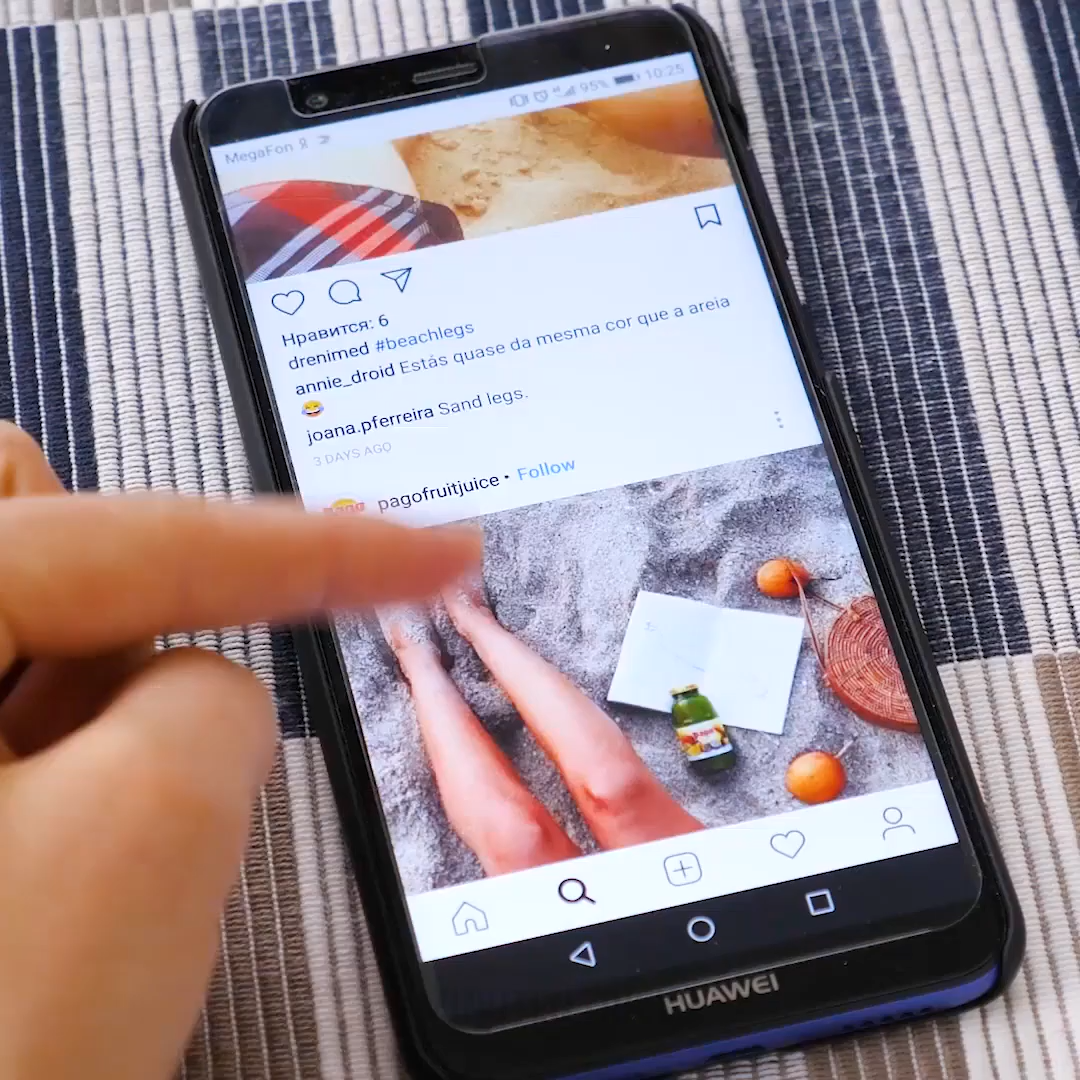 MegaFon
95% 10:25
Нравится: 6
drenimed #beachlegs
annie_droid Estás quase da mesma cor que a areia
joana.pferreira Sand legs.
3 DAYS AGO
pagofruitjuice • Follow
Pago
HUAWEI